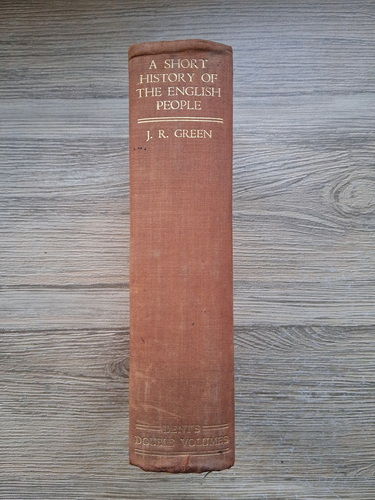 A SHORT
HISTORY OF
THE ENGLISH
PEOPLE
J. R. GREEN
DENT'S
DOUBLE VOLUMES